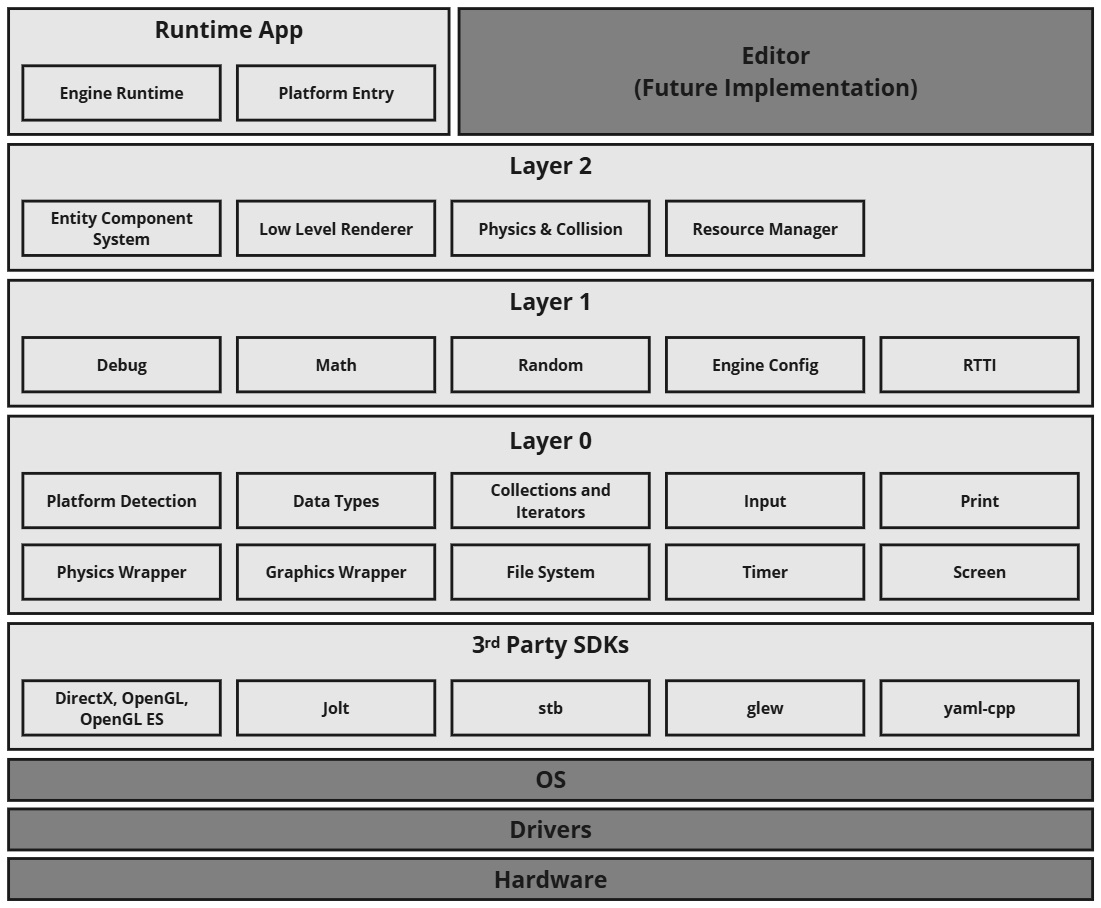 Runtime App
Engine Runtime
Platform Entry
Editor
(Future Implementation)
Layer 2
Entity Component
System
Low Level Renderer
Physics & Collision
Resource Manager
Layer 1
Debug
Math
Random
Engine Config
RTTI
Layer 0
Platform Detection
Data Types
Collections and
Iterators
Input
Print
Physics Wrapper
Graphics Wrapper
File System
Timer
Screen
3rd Party SDKs
DirectX, OpenGL,
OpenGL ES
Jolt
stb
glew
yaml-cpp
OS
Drivers
Hardware